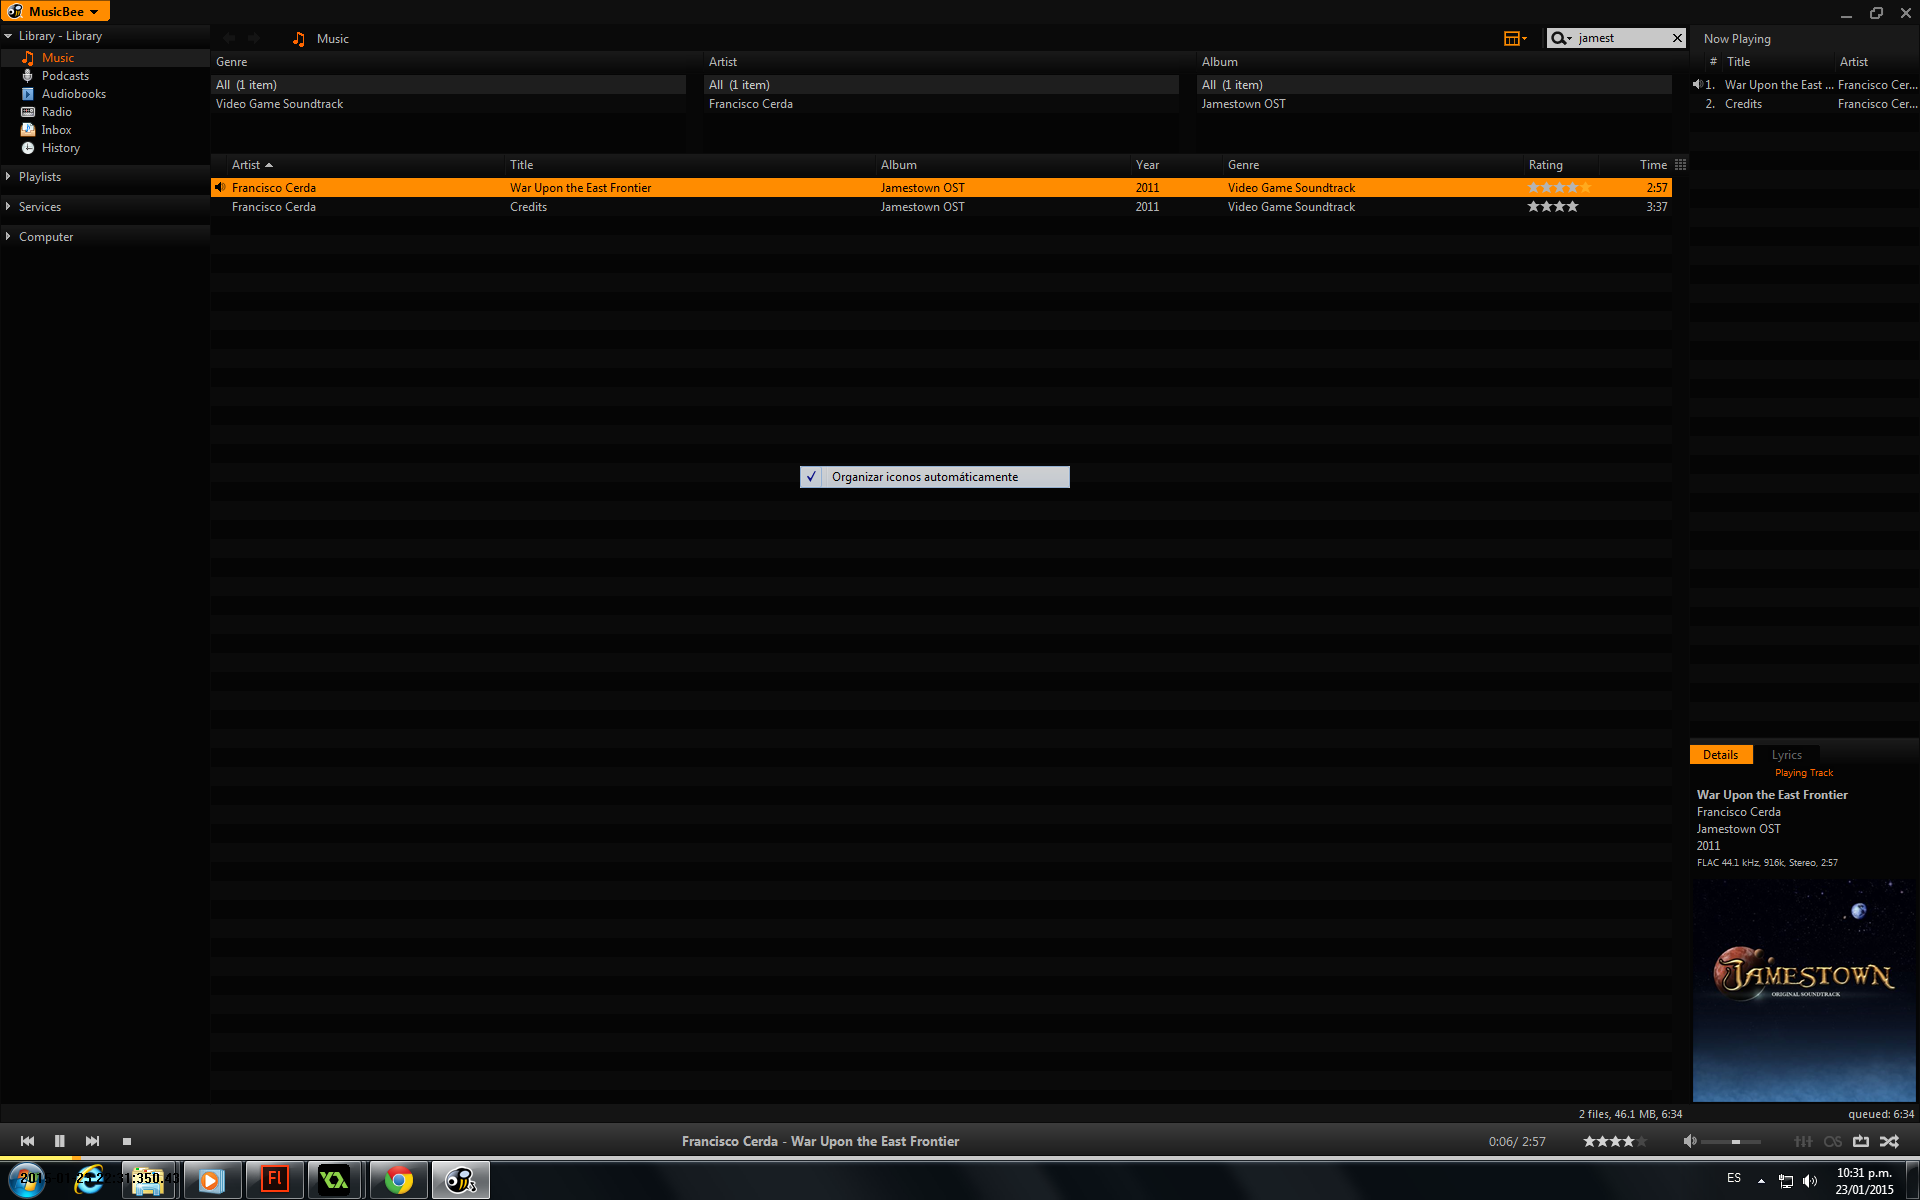 MusicBee
Library - Library
Music
Podcasts
Audiobooks
Radio
Inbox
History
Playlists
Services
Computer
Music
jamest
Genre
All (1 item)
Video Game Soundtrack
Artist
All (1 item)
Francisco Cerda
Album
All (1 item)
Jamestown OST
Artist Title Album Year Genre Rating Time
Francisco Cerda War Upon the East Frontier Jamestown OST 2011 Video Game Soundtrack 2:57
Francisco Cerda Credits Jamestown OST 2011 Video Game Soundtrack 3:37
✓ Organizar iconos automáticamente
Now Playing
# Title Artist
1. War Upon the East ... Francisco Cer...
2. Credits Francisco Cer...
Details Lyrics
Playing Track
War Upon the East Frontier
Francisco Cerda
Jamestown OST
2011
FLAC 44.1 kHz, 916k, Stereo, 2:57
JAMESTOWN
ORIGINAL SOUNDTRACK
2 files, 46.1 MB, 6:34
queued: 6:34
Francisco Cerda - War Upon the East Frontier
0:06/ 2:57
Fl
ES
10:31 p.m.
23/01/2015